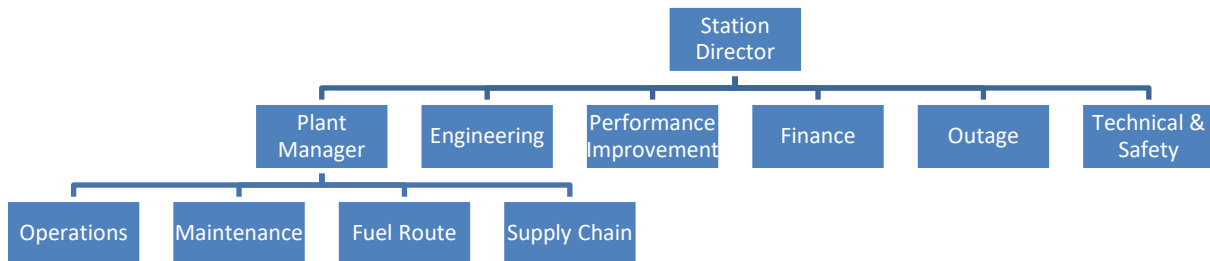 Station
Director
Plant
Manager
Engineering
Performance
Improvement
Finance
Outage
Technical &
Safety
Operations
Maintenance
Fuel Route
Supply Chain